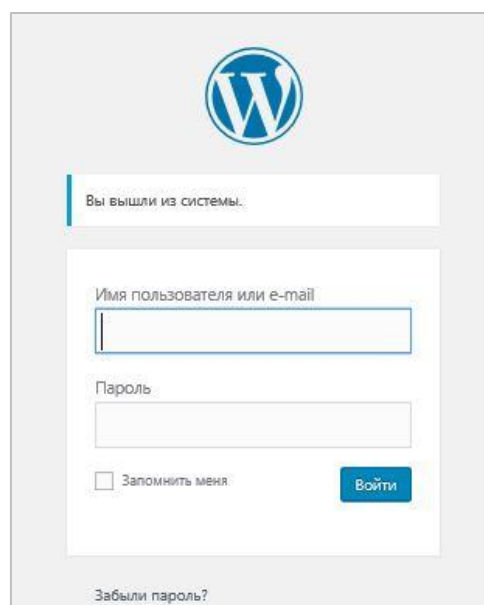 Вы вышли из системы.
Имя пользователя или e-mail
Пароль
Запомнить меня
Войти
Забыли пароль?